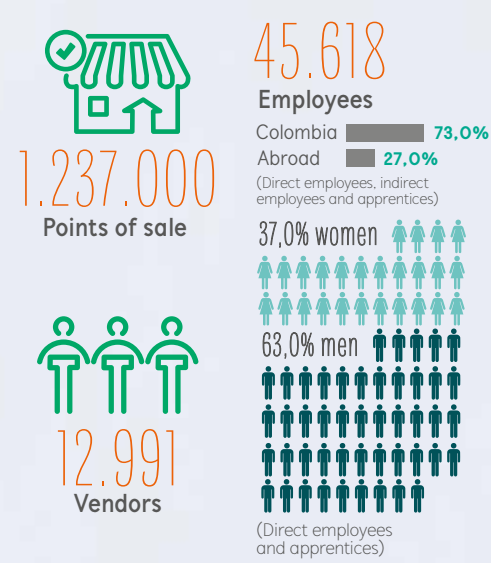 1.237.000
Points of sale
12.991
Vendors
45.618
Employees
Colombia 73,0%
Abroad 27,0%
(Direct employees, indirect
employees and apprentices)
37,0% women
63,0% men
(Direct employees
and apprentices)